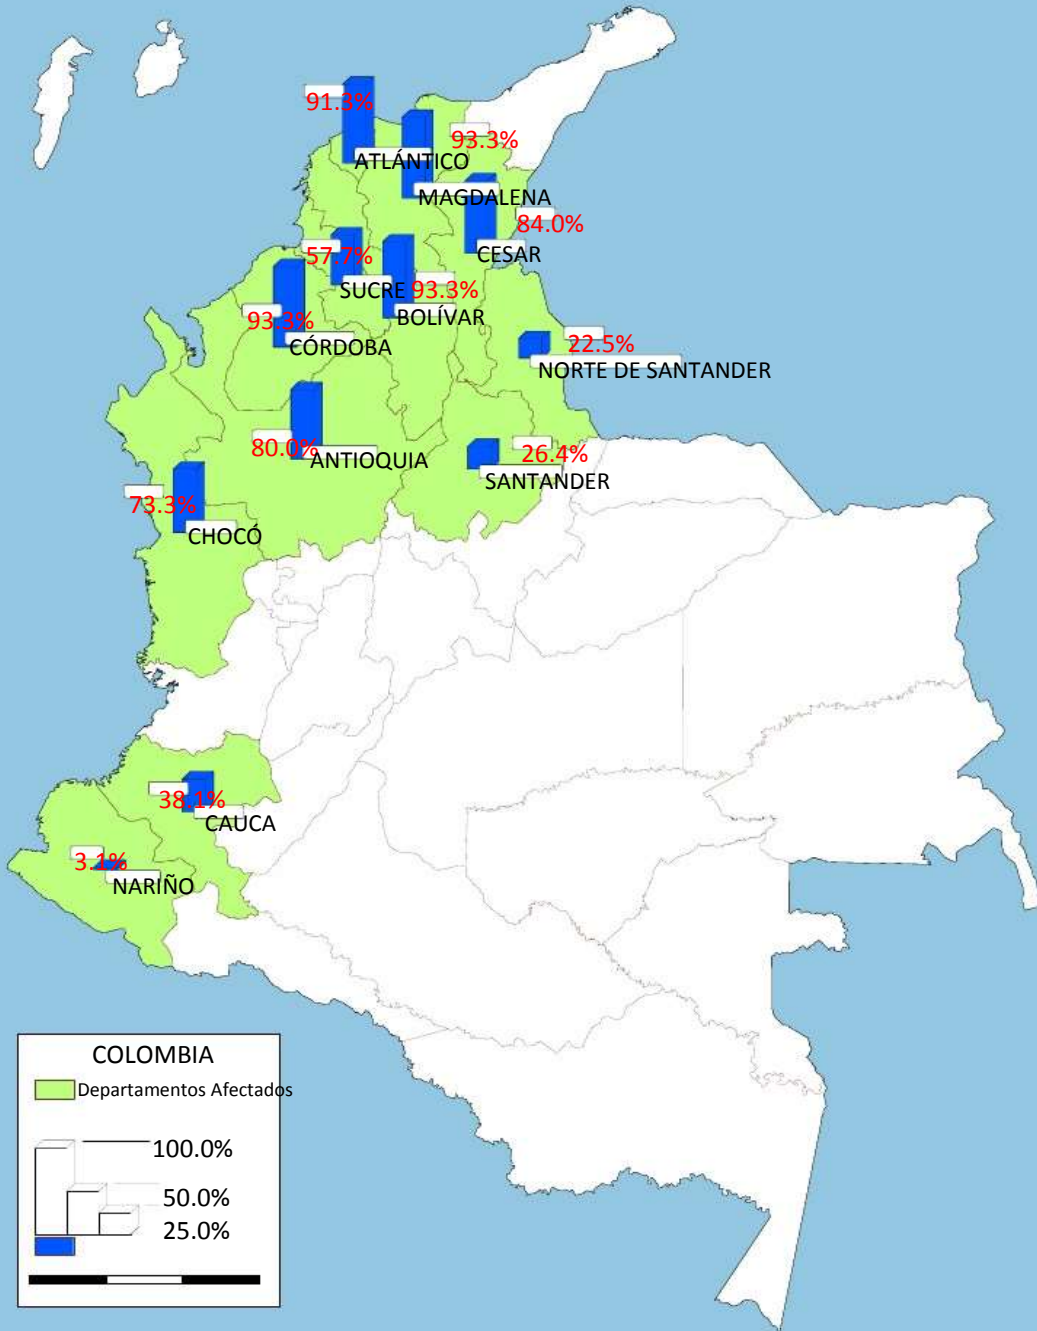 91.3%
ATLÁNTICO
93.3%
MAGDALENA
84.0%
CESAR
57.7%
SUCRE
93.3%
BOLÍVAR
93.3%
CÓRDOBA
22.5%
NORTE DE SANTANDER
80.0%
ANTIOQUIA
26.4%
SANTANDER
73.3%
CHOCÓ
38.1%
CAUCA
3.1%
NARIÑO
COLOMBIA
Departamentos Afectados
100.0%
50.0%
25.0%